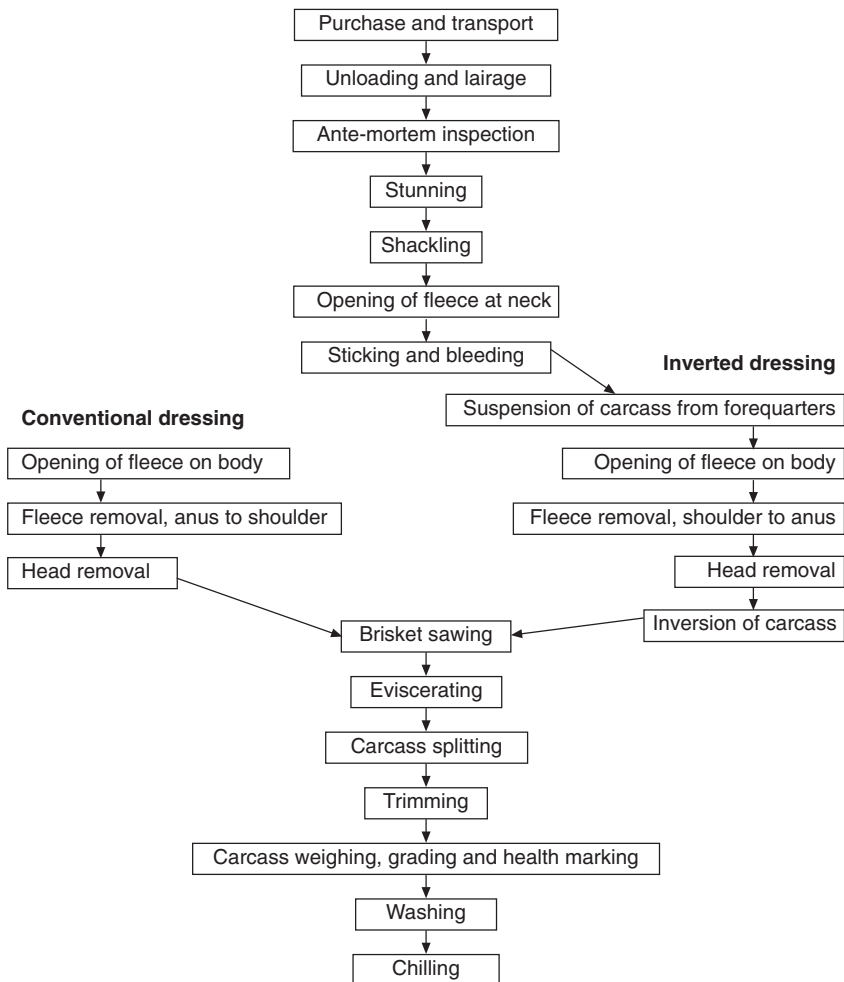 Purchase and transport
Unloading and lairage
Ante-mortem inspection
Stunning
Shackling
Opening of fleece at neck
Sticking and bleeding
Conventional dressing
Opening of fleece on body
Fleece removal, anus to shoulder
Head removal
Inverted dressing
Suspension of carcass from forequarters
Opening of fleece on body
Fleece removal, shoulder to anus
Head removal
Inversion of carcass
Brisket sawing
Eviscerating
Carcass splitting
Trimming
Carcass weighing, grading and health marking
Washing
Chilling